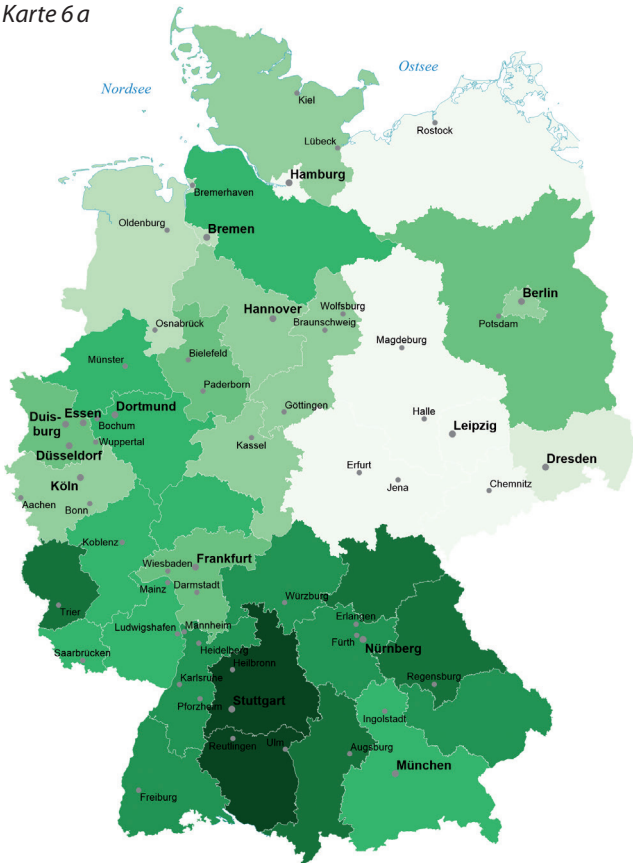 Karte 6 a
Nordsee
Ostsee
Kiel
Rostock
Lübeck
Hamburg
Bremerhaven
Oldenburg
Bremen
Berlin
Hannover
Wolfsburg
Braunschweig
Potsdam
Osnabrück
Magdeburg
Münster
Bielefeld
Paderborn
Göttingen
Dortmund
Duis-
burg
Essen
Bochum
Halle
Leipzig
Wuppertal
Düsseldorf
Kassel
Dresden
Köln
Erfurt
Jena
Chemnitz
Aachen
Bonn
Koblenz
Frankfurt
Wiesbaden
Mainz
Darmstadt
Würzburg
Trier
Erlangen
Ludwigshafen
Mannheim
Fürth
Nürnberg
Saarbrücken
Heidelberg
Heilbronn
Karlsruhe
Regensburg
Pforzheim
Stuttgart
Ingolstadt
Reutlingen
Ulm
Augsburg
München
Freiburg